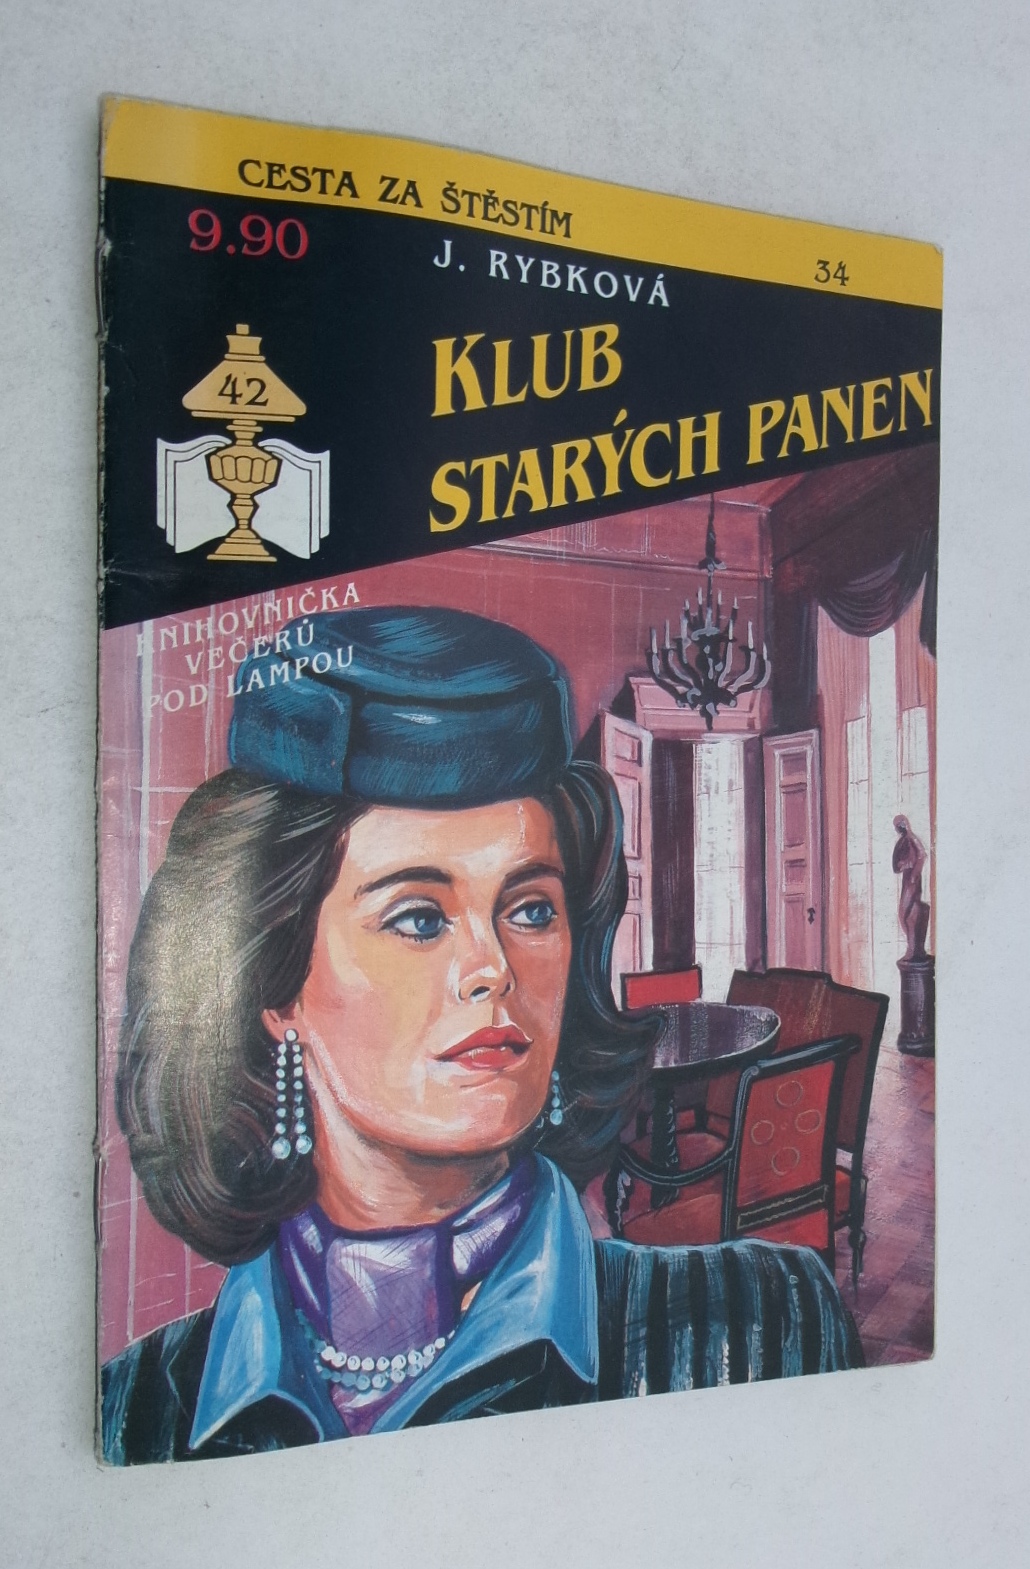 CESTA ZA ŠTĚSTÍM
34
9.90
J. RYBKOVÁ
KLUB
STARÝCH PANEN
42
KNIHOVNIČKA
VEČERŮ
POD LAMPOU